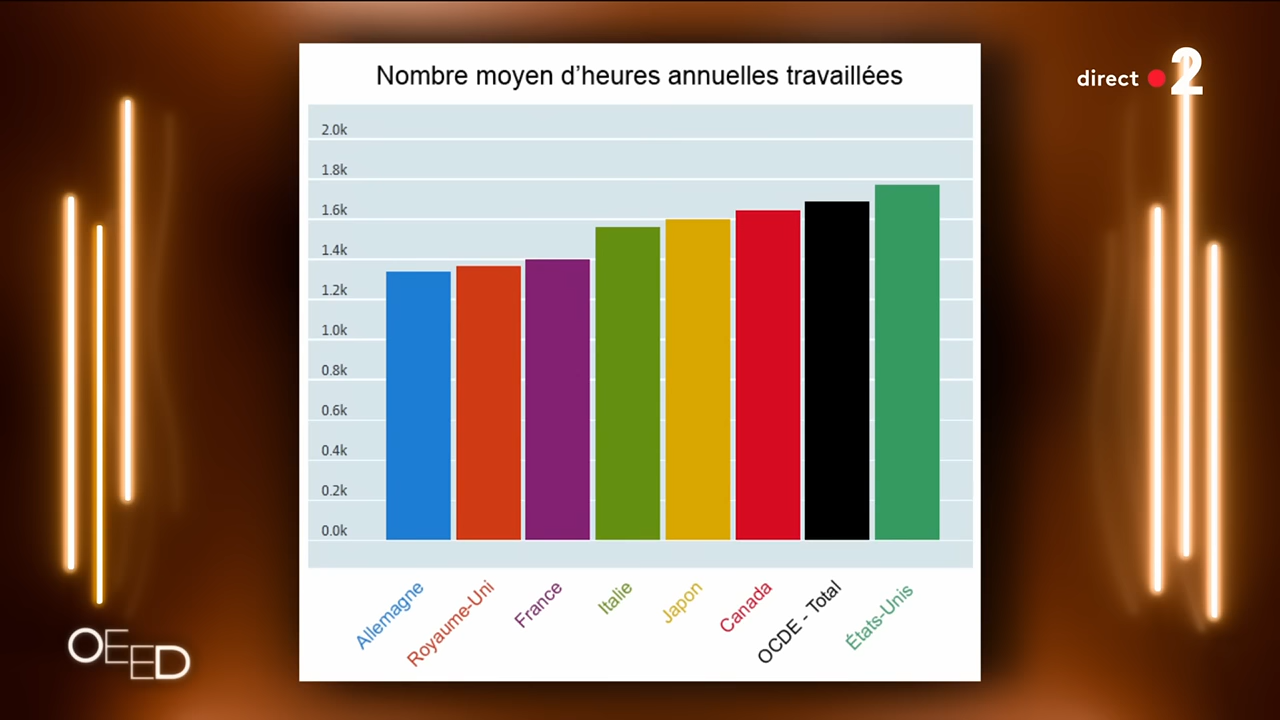 Nombre moyen d'heures annuelles travaillées
direct 2
2.0k
1.8k
1.6k
1.4k
1.2k
1.0k
0.8k
0.6k
0.4k
0.2k
0.0k
Allemagne
Royaume-Uni
France
Italie
Japon
Canada
OCDE - Total
États-Unis
OEED